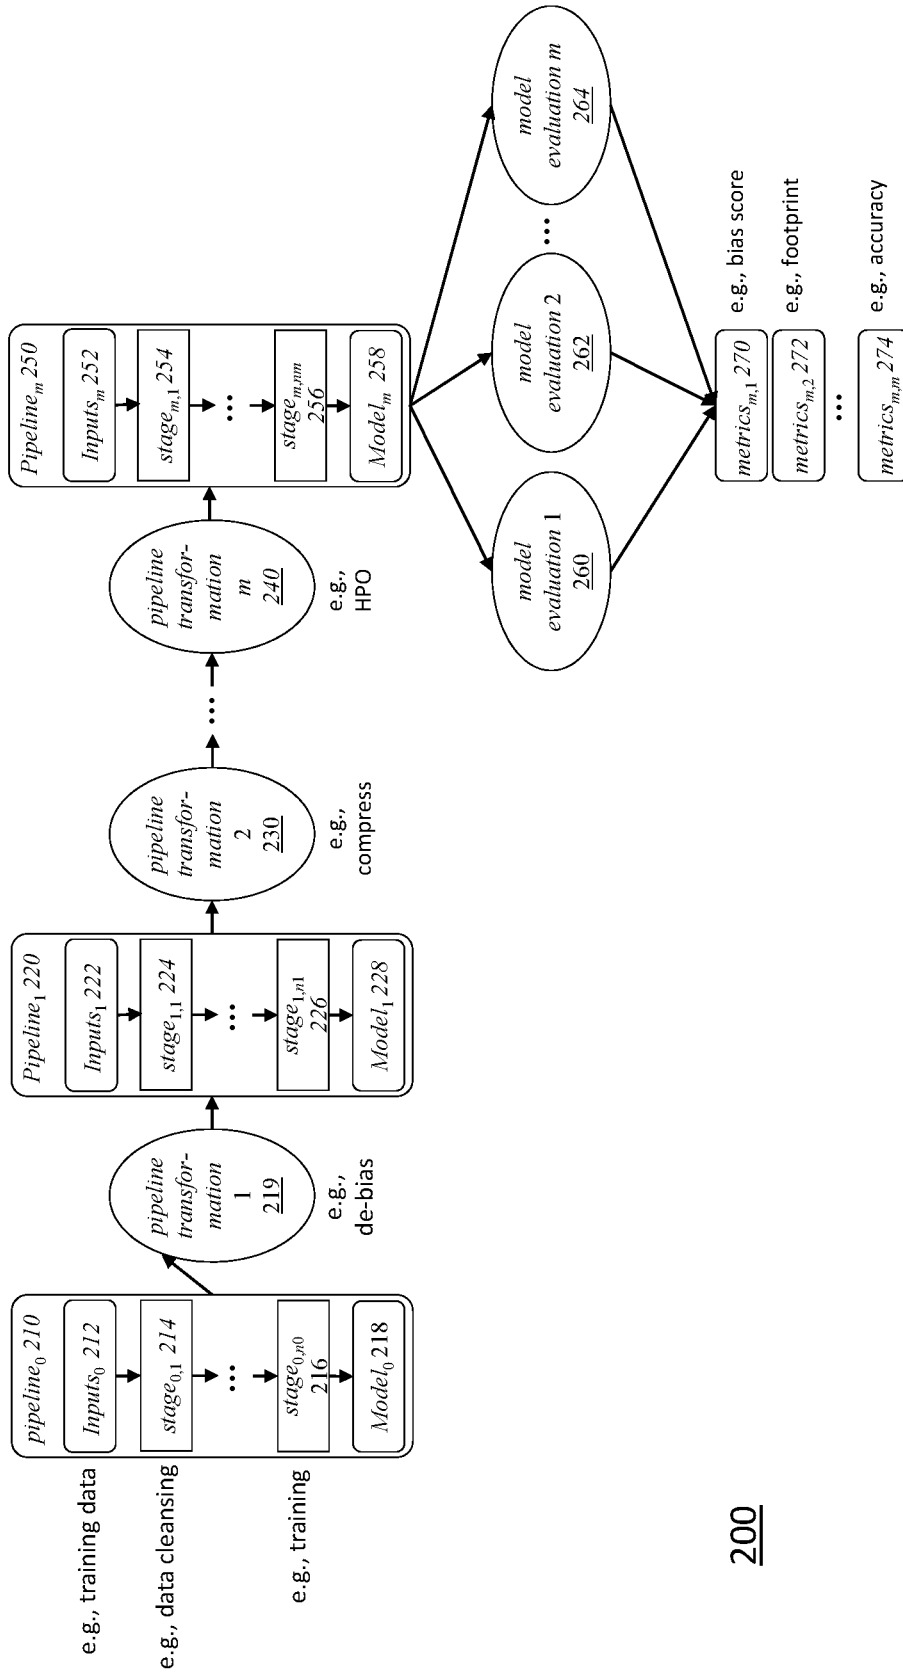 e.g., training data
e.g., data cleansing
e.g., training
pipeline₀ 210
Inputs₀ 212
stage₀,₁ 214
...
stage₀,ₙ₀
216
Model₀ 218
pipeline
transfor-
mation
1
219
e.g.,
de-bias
Pipeline₁ 220
Inputs₁ 222
stage₁,₁ 224
...
stage₁,ₙ₁
226
Model₁ 228
pipeline
transfor-
mation
2
230
e.g.,
compress
....
pipeline
transfor-
mation
m
240
e.g.,
HPO
Pipelineₘ 250
Inputsₘ 252
stageₘ,₁ 254
...
stageₘ,ₙₘ
256
Modelₘ 258
model
evaluation 1
260
model
evaluation 2
262
...
model
evaluation m
264
metricsₘ,₁ 270
e.g., bias score
metricsₘ,₂ 272
e.g., footprint
...
metricsₘ,ₘ 274
e.g., accuracy
200